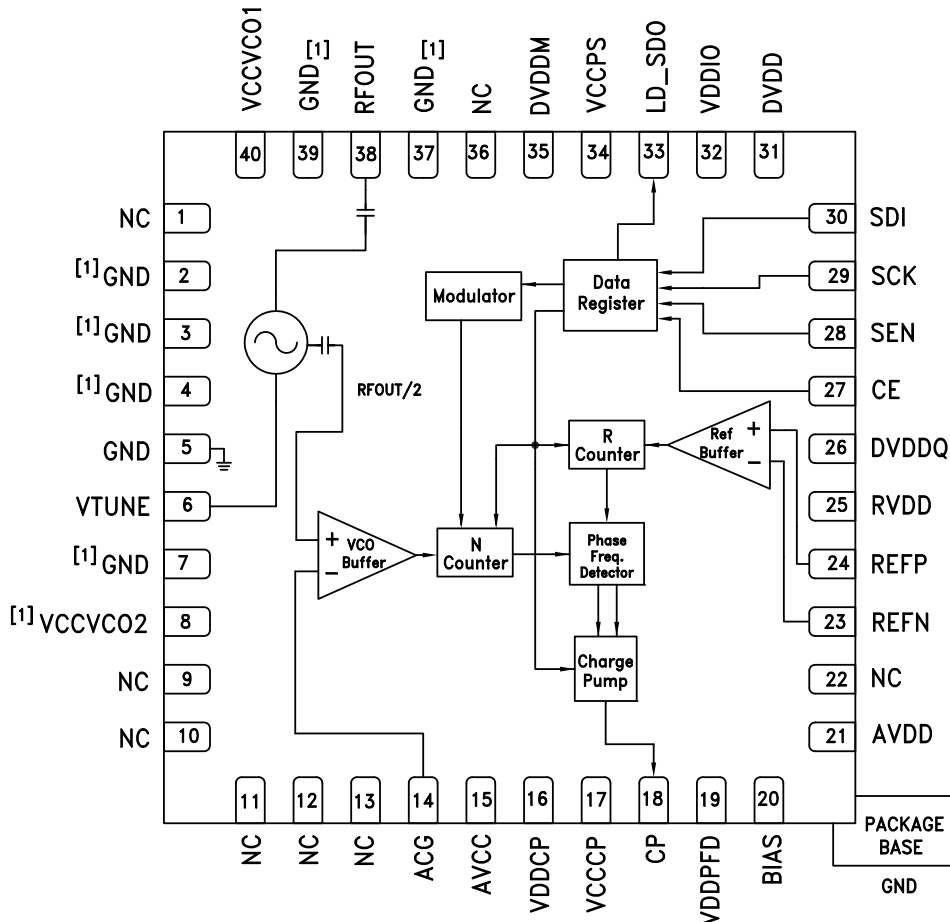 VCCVCO1
GND[1]
RFOUT
GND[1]
NC
DVDDM
VCCPS
LD_SDO
VDDIO
DVDD
40
39
38
37
36
35
34
33
32
31
NC
1
[1]GND
2
[1]GND
3
[1]GND
4
GND
5
VTUNE
6
[1]GND
7
[1]VCCVCO2
8
NC
9
NC
10
30
SDI
29
SCK
28
SEN
27
CE
26
DVDDQ
25
RVDD
24
REFP
23
REFN
22
NC
21
AVDD
Modulator
Data
Register
RFOUT/2
R
Counter
Ref
Buffer
+
−
+
−
VCO
Buffer
N
Counter
Phase
Freq.
Detector
Charge
Pump
11
12
13
14
15
16
17
18
19
20
NC
NC
NC
ACG
AVCC
VDDCP
VCCCP
CP
VDDPFD
BIAS
PACKAGE
BASE
GND